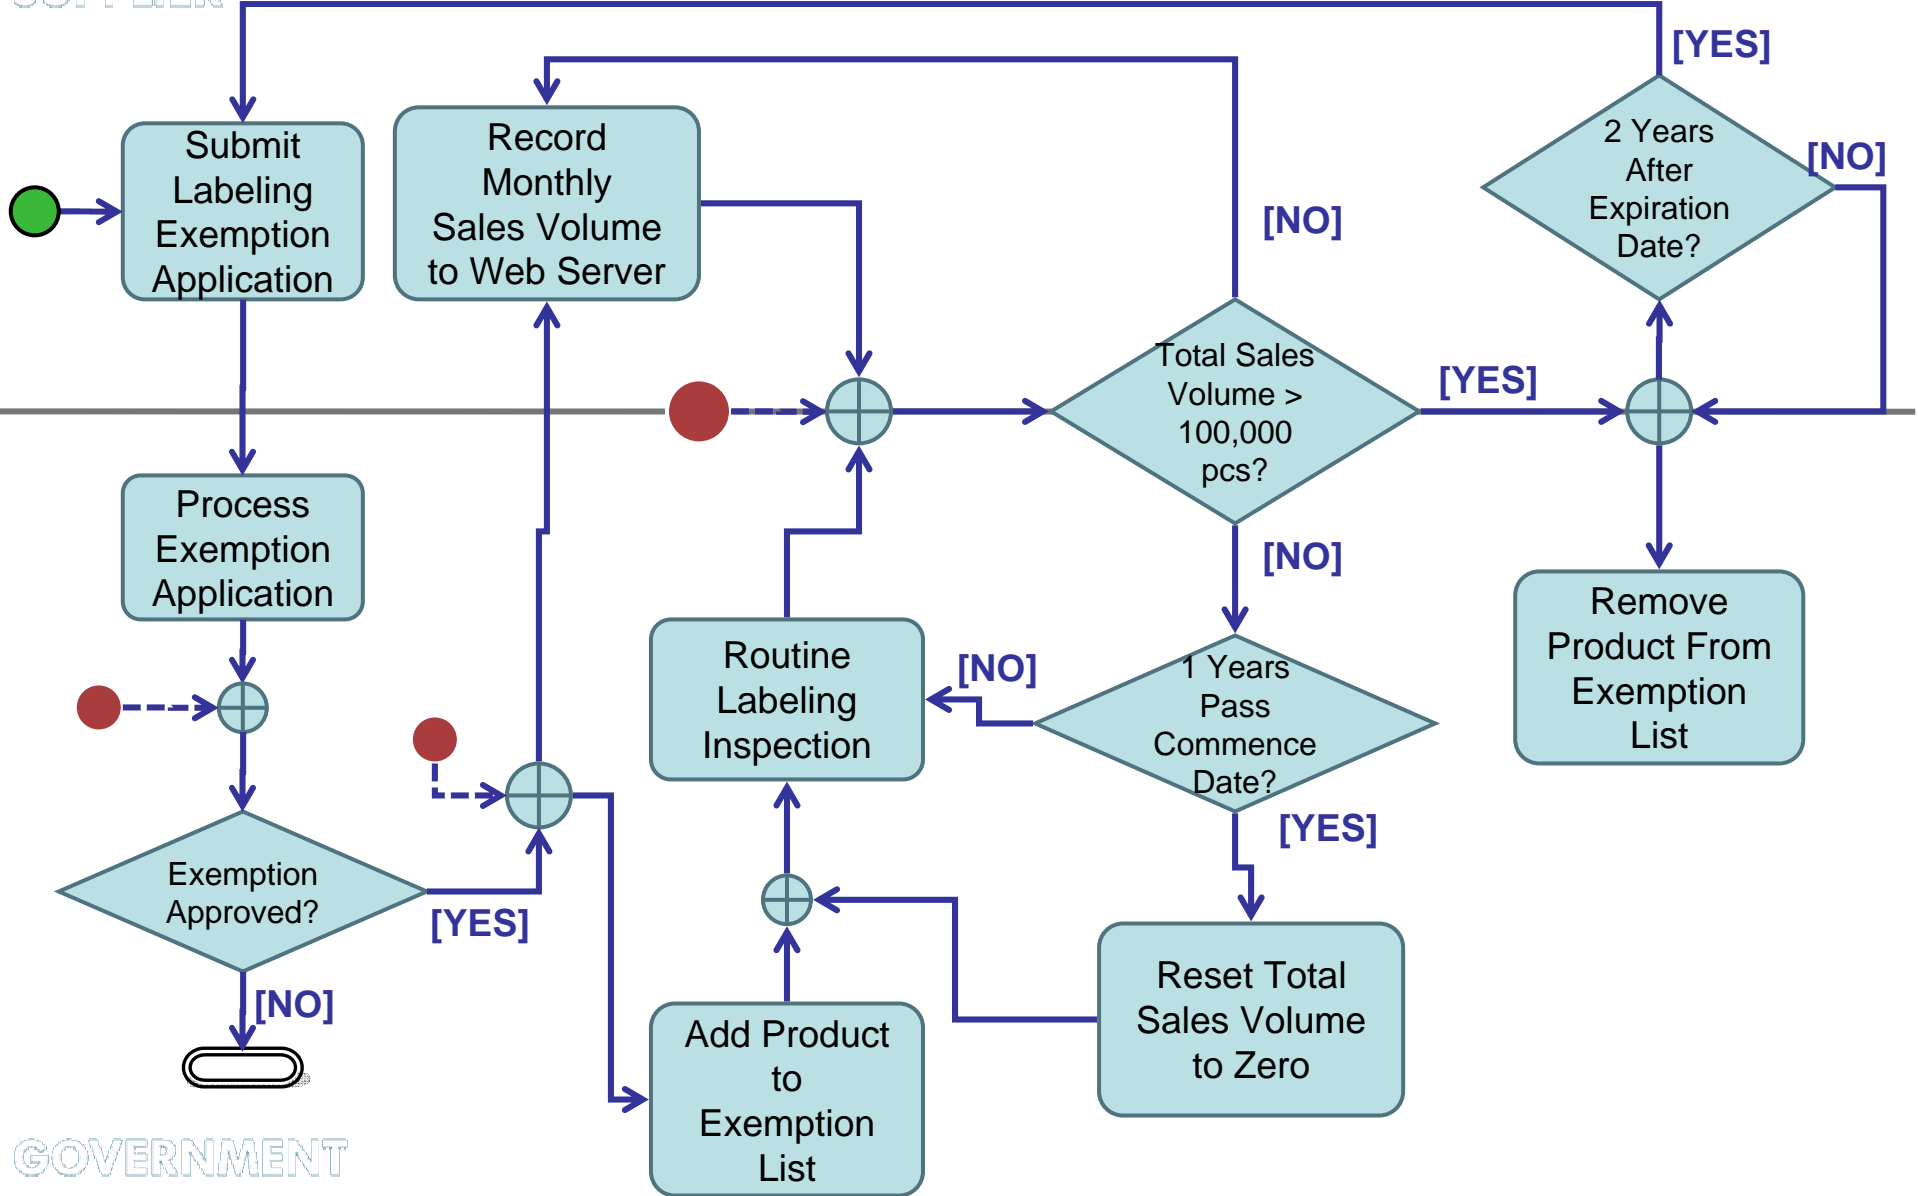 SUPPLIER
[YES]
Submit
Labeling
Exemption
Application
Record
Monthly
Sales Volume
to Web Server
[NO]
2 Years
After
Expiration
Date?
[NO]
Total Sales
Volume >
100,000
pcs?
[YES]
Process
Exemption
Application
[NO]
Remove
Product From
Exemption
List
Routine
Labeling
Inspection
[NO]
1 Years
Pass
Commence
Date?
[YES]
Exemption
Approved?
[YES]
[NO]
Add Product
to
Exemption
List
Reset Total
Sales Volume
to Zero
GOVERNMENT